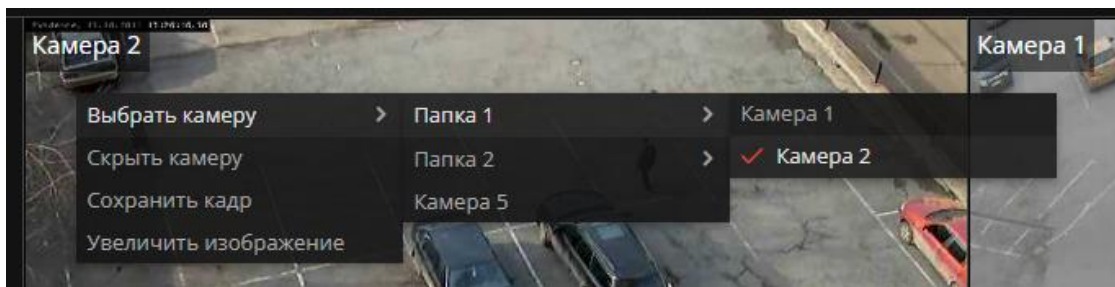 Камера 2
Камера 1
Выбрать камеру
Папка 1
Камера 1
Скрыть камеру
Папка 2
Камера 2
Сохранить кадр
Камера 5
Увеличить изображение